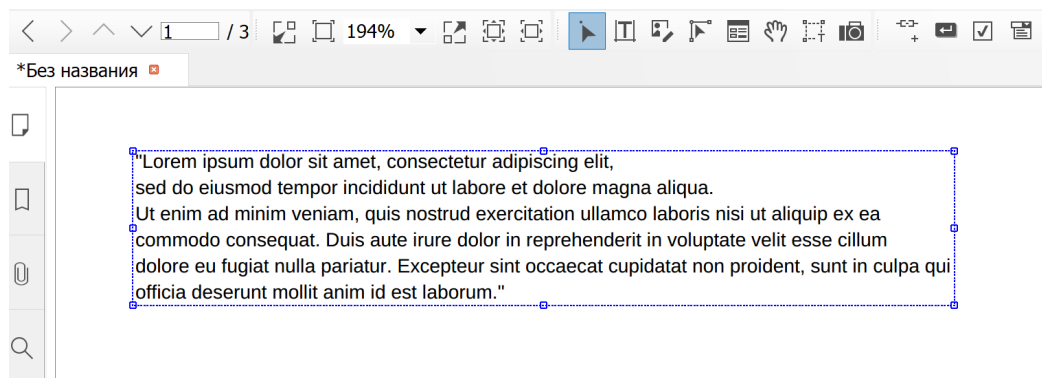 1 / 3 194%
*Без названия
"Lorem ipsum dolor sit amet, consectetur adipiscing elit,
sed do eiusmod tempor incididunt ut labore et dolore magna aliqua.
Ut enim ad minim veniam, quis nostrud exercitation ullamco laboris nisi ut aliquip ex ea
commodo consequat. Duis aute irure dolor in reprehenderit in voluptate velit esse cillum
dolore eu fugiat nulla pariatur. Excepteur sint occaecat cupidatat non proident, sunt in culpa qui
officia deserunt mollit anim id est laborum."